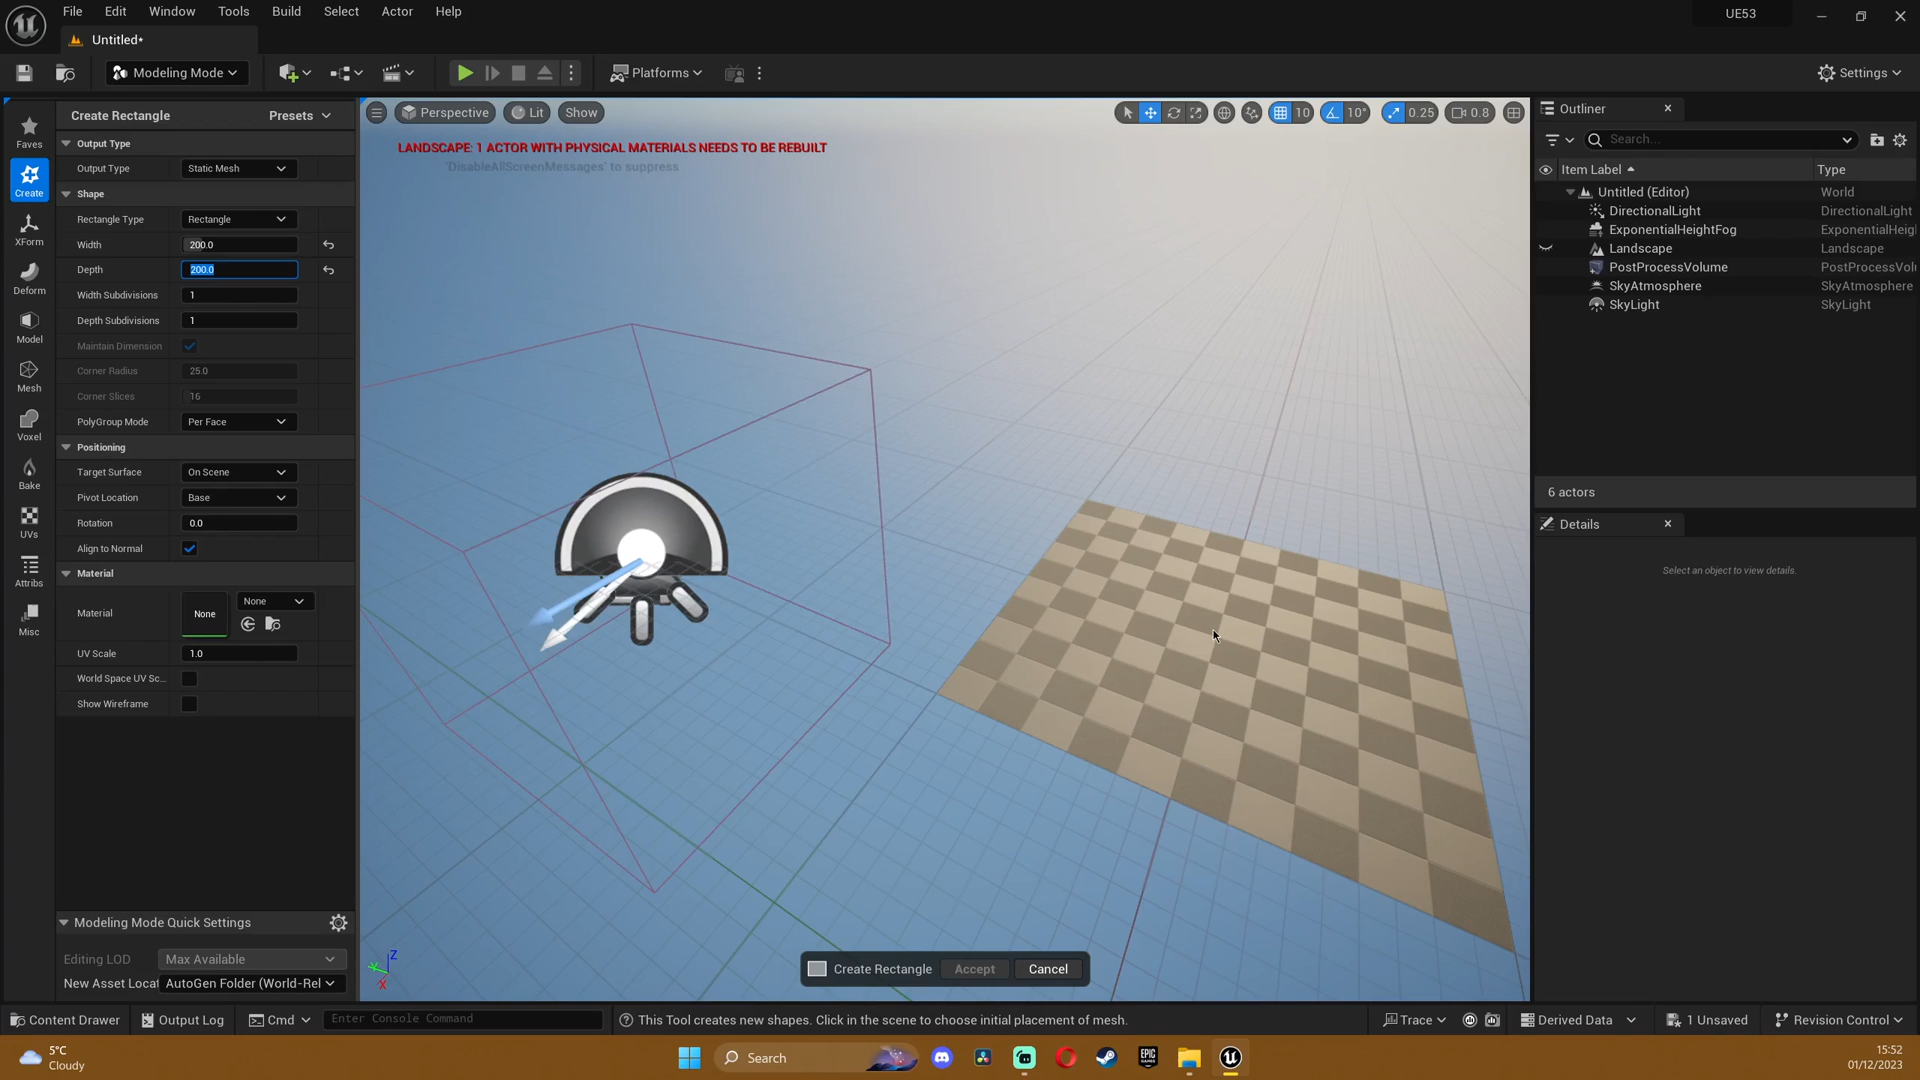 File Edit Window Tools Build Select Actor Help
UE53
Untitled*
Modeling Mode
Platforms
Settings
Create Rectangle Presets
Perspective Lit Show
10 10° 0.25 0.8
Outliner
LANDSCAPE: 1 ACTOR WITH PHYSICAL MATERIALS NEEDS TO BE REBUILT
'DisableAllScreenMessages' to suppress
Search...
Item Label Type
Untitled (Editor) World
DirectionalLight DirectionalLight
ExponentialHeightFog ExponentialHeigl
Landscape Landscape
PostProcessVolume PostProcessVolu
SkyAtmosphere SkyAtmosphere
SkyLight SkyLight
6 actors
Details
Select an object to view details.
Faves
Create
XForm
Deform
Model
Mesh
Voxel
Bake
UVs
Attribs
Misc
Output Type
Output Type Static Mesh
Shape
Rectangle Type Rectangle
Width 200.0
Depth 200.0
Width Subdivisions 1
Depth Subdivisions 1
Maintain Dimension
Corner Radius 25.0
Corner Slices 16
PolyGroup Mode Per Face
Positioning
Target Surface On Scene
Pivot Location Base
Rotation 0.0
Align to Normal
Material
Material None None
UV Scale 1.0
World Space UV Sc...
Show Wireframe
Modeling Mode Quick Settings
Editing LOD Max Available
New Asset Locat AutoGen Folder (World-Rel
Z
Y
X
Create Rectangle Accept Cancel
Content Drawer Output Log Cmd Enter Console Command
This Tool creates new shapes. Click in the scene to choose initial placement of mesh.
Trace Derived Data 1 Unsaved Revision Control
5°C
Cloudy
Search
EPIC
GAMES
15:52
01/12/2023